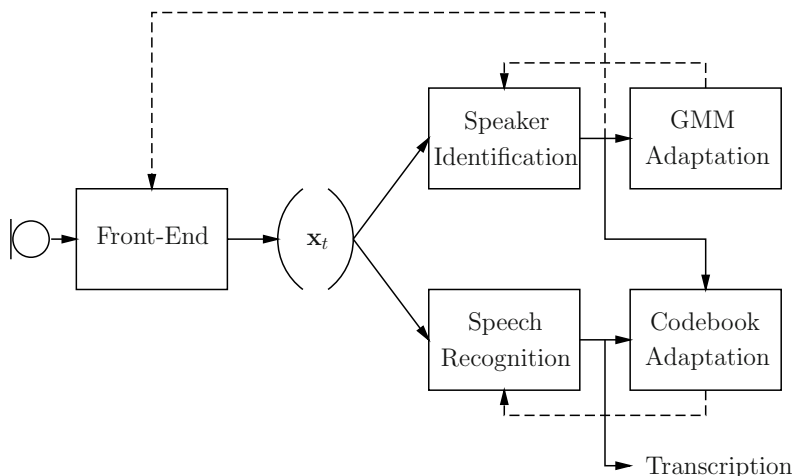 Speaker
Identification
GMM
Adaptation
Front-End
x_t
Speech
Recognition
Codebook
Adaptation
Transcription